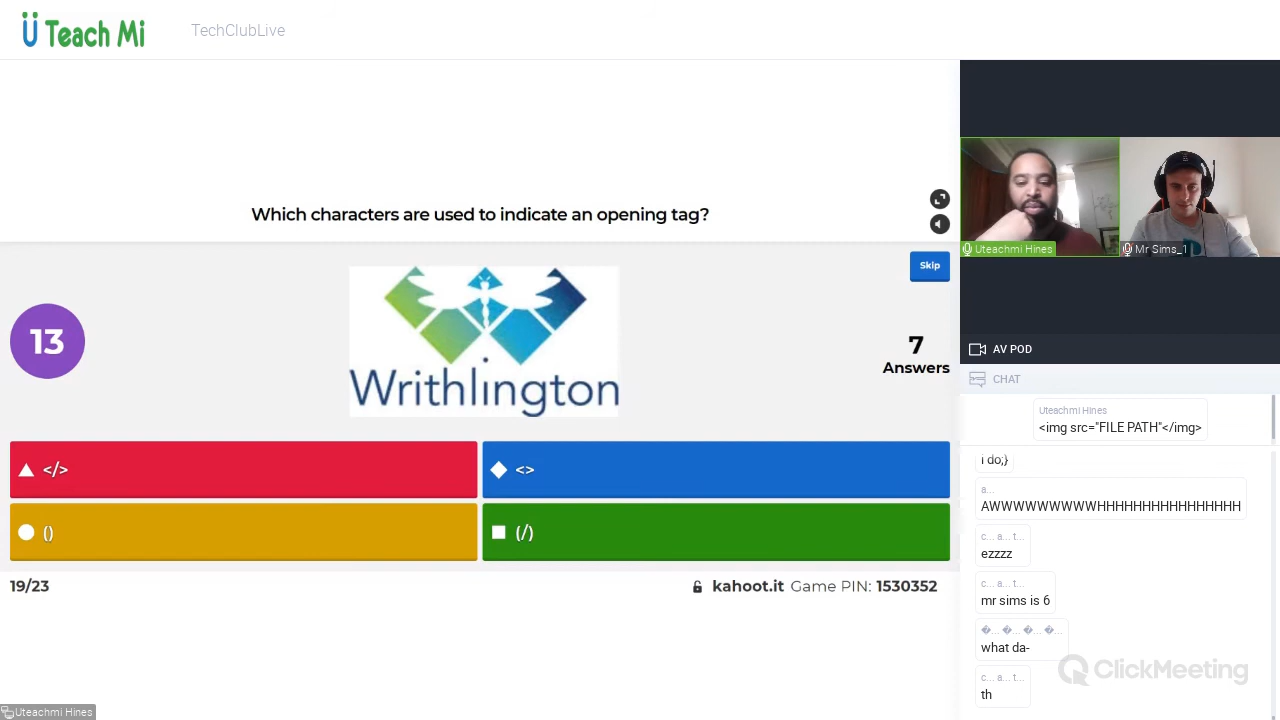 Ü Teach Mi
TechClubLive
Which characters are used to indicate an opening tag?
Skip
13
Writhlington
7
Answers
</>
<>
()
(/)
19/23
kahoot.it Game PIN: 1530352
Uteachmi Hines
Uteachmi Hines
Mr Sims_1
AV POD
CHAT
Uteachmi Hines
<img src="FILE PATH"</img>
i do;}
a...
AWWWWWWWWWHHHHHHHHHHHHHHHH
c... a... t...
ezzzz
c... a... t...
mr sims is 6
�... �... �... �...
what da-
c... a... t...
th
ClickMeeting